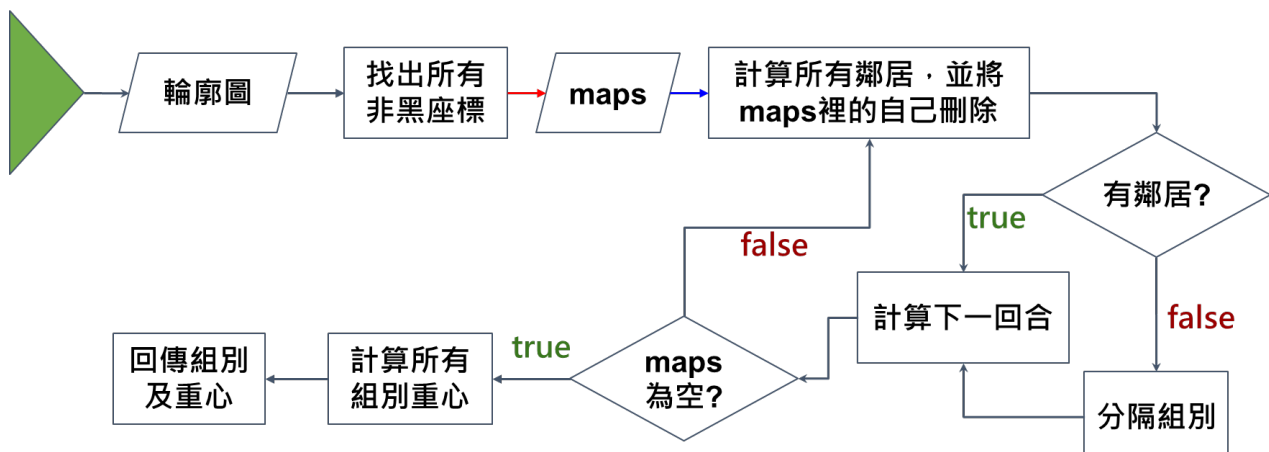 輪廓圖
找出所有
非黑座標
maps
計算所有鄰居，並將
maps裡的自己刪除
有鄰居?
true
false
計算下一回合
分隔組別
false
maps
為空?
true
計算所有
組別重心
回傳組別
及重心